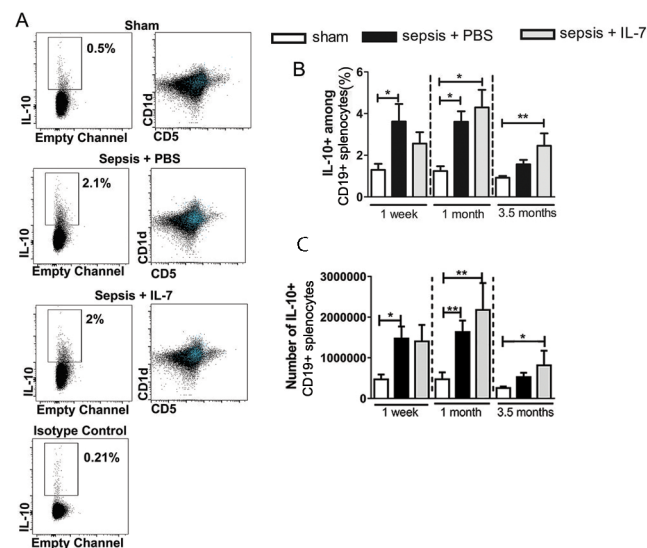 A
Sham
0.5%
IL-10
Empty Channel
CD1d
CD5
Sepsis + PBS
2.1%
IL-10
Empty Channel
CD1d
CD5
Sepsis + IL-7
2%
IL-10
Empty Channel
CD1d
CD5
Isotype Control
0.21%
IL-10
Empty Channel
sham
sepsis + PBS
sepsis + IL-7
B
IL-10+ among
CD19+ splenocytes(%)
6
4
2
0
*
*
*
**
1 week
1 month
3.5 months
C
Number of IL-10+
CD19+ splenocytes
3000000
2000000
1000000
0
*
**
**
*
1 week
1 month
3.5 months